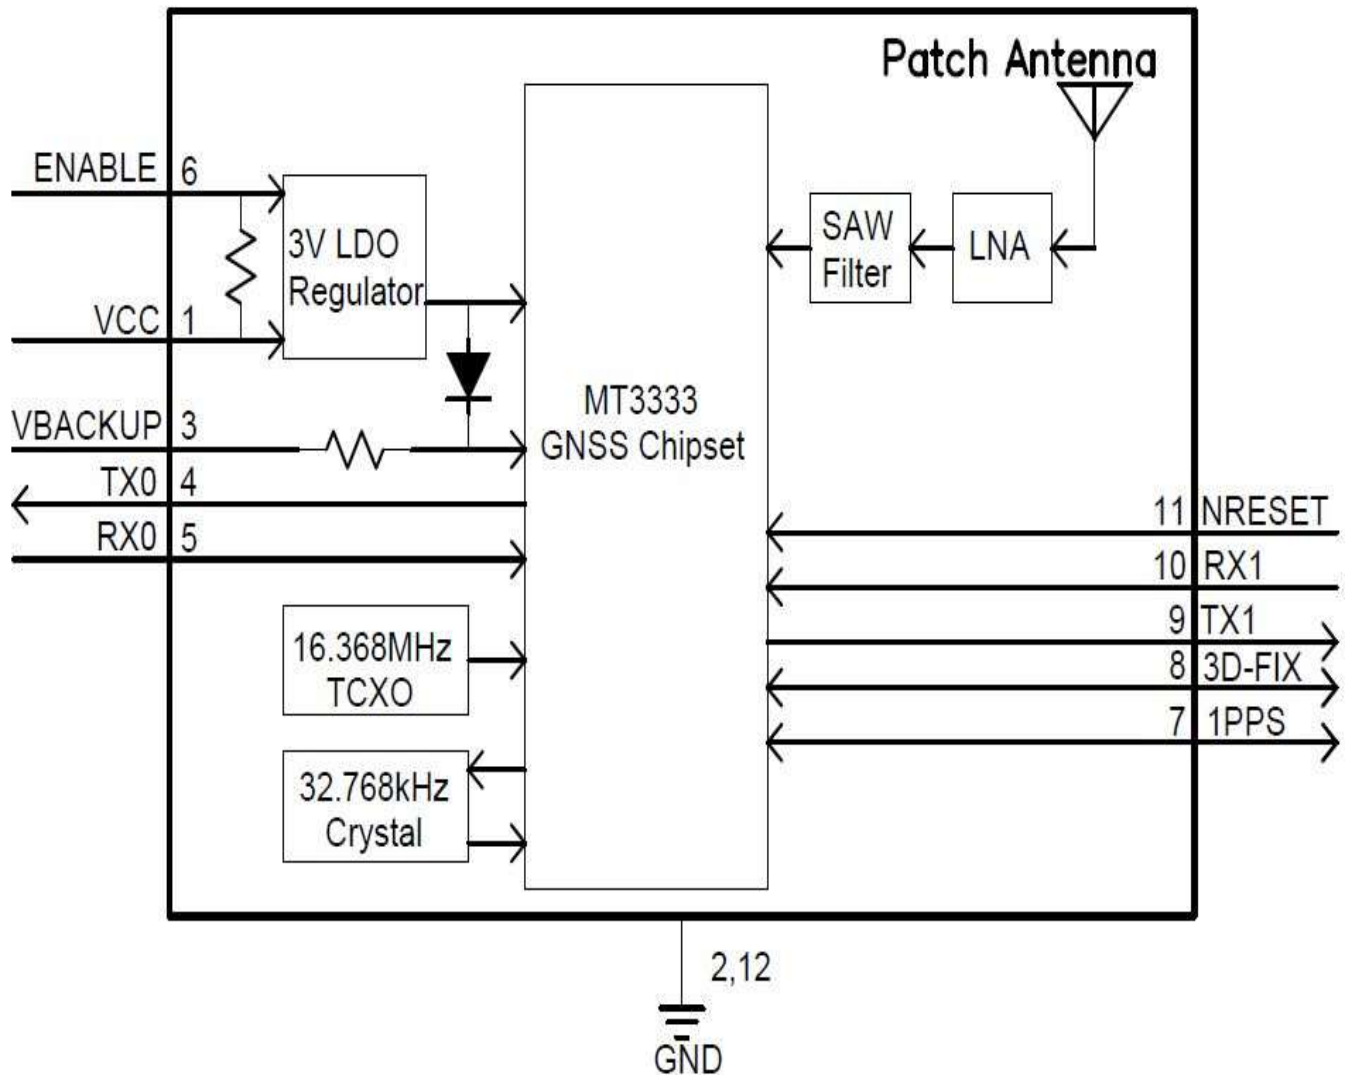 Patch Antenna
ENABLE 6
3V LDO
Regulator
VCC 1
SAW
Filter
LNA
VBACKUP 3
MT3333
GNSS Chipset
TX0 4
RX0 5
11 NRESET
10 RX1
9 TX1
8 3D-FIX
7 1PPS
16.368MHz
TCXO
32.768kHz
Crystal
2,12
GND